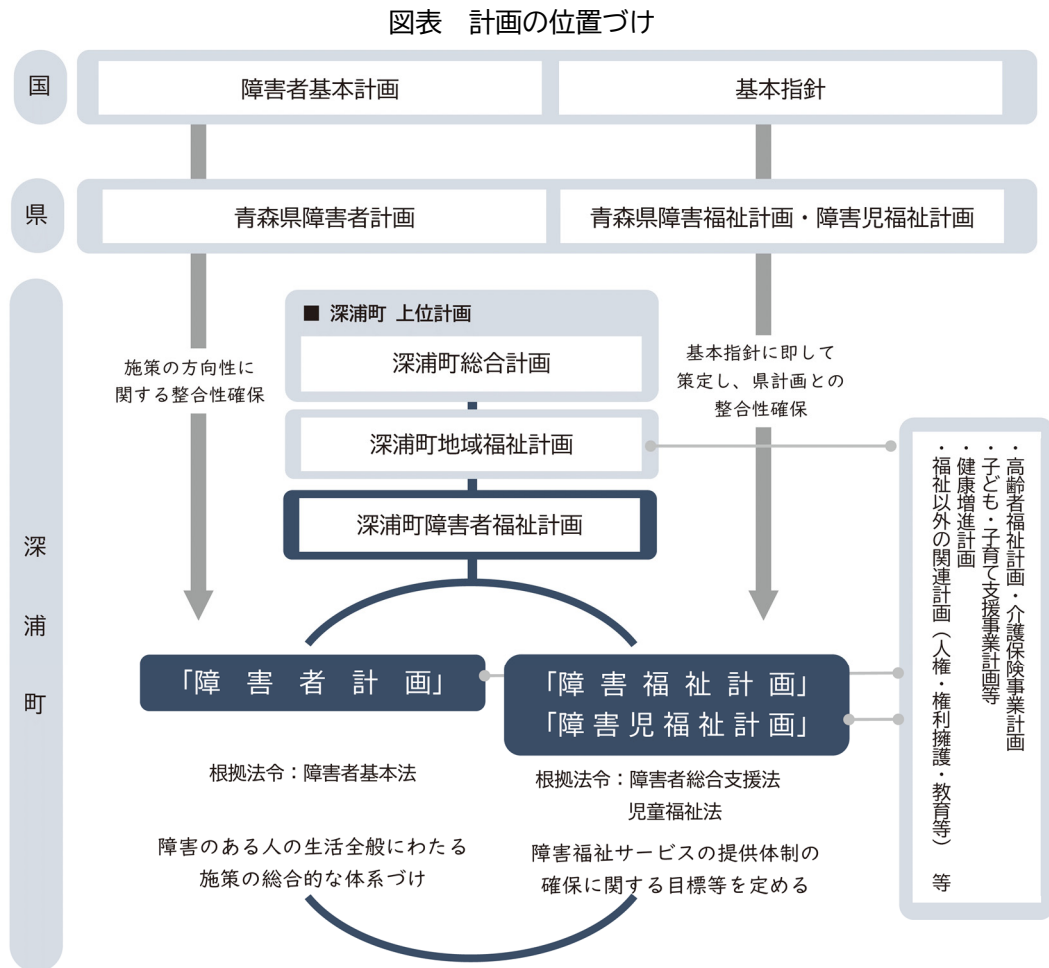 図表　計画の位置づけ
国
障害者基本計画
基本指針
県
青森県障害者計画
青森県障害福祉計画・障害児福祉計画
深浦町
■ 深浦町 上位計画
深浦町総合計画
深浦町地域福祉計画
深浦町障害者福祉計画
施策の方向性に
関する整合性確保
基本指針に即して
策定し、県計画との
整合性確保
・高齢者福祉計画・介護保険事業計画
・子ども・子育て支援事業計画等
・健康増進計画
・福祉以外の関連計画（人権・権利擁護・教育等）　等
「障害者計画」
「障害福祉計画」
「障害児福祉計画」
根拠法令：障害者基本法
根拠法令：障害者総合支援法
児童福祉法
障害のある人の生活全般にわたる
施策の総合的な体系づけ
障害福祉サービスの提供体制の
確保に関する目標等を定める